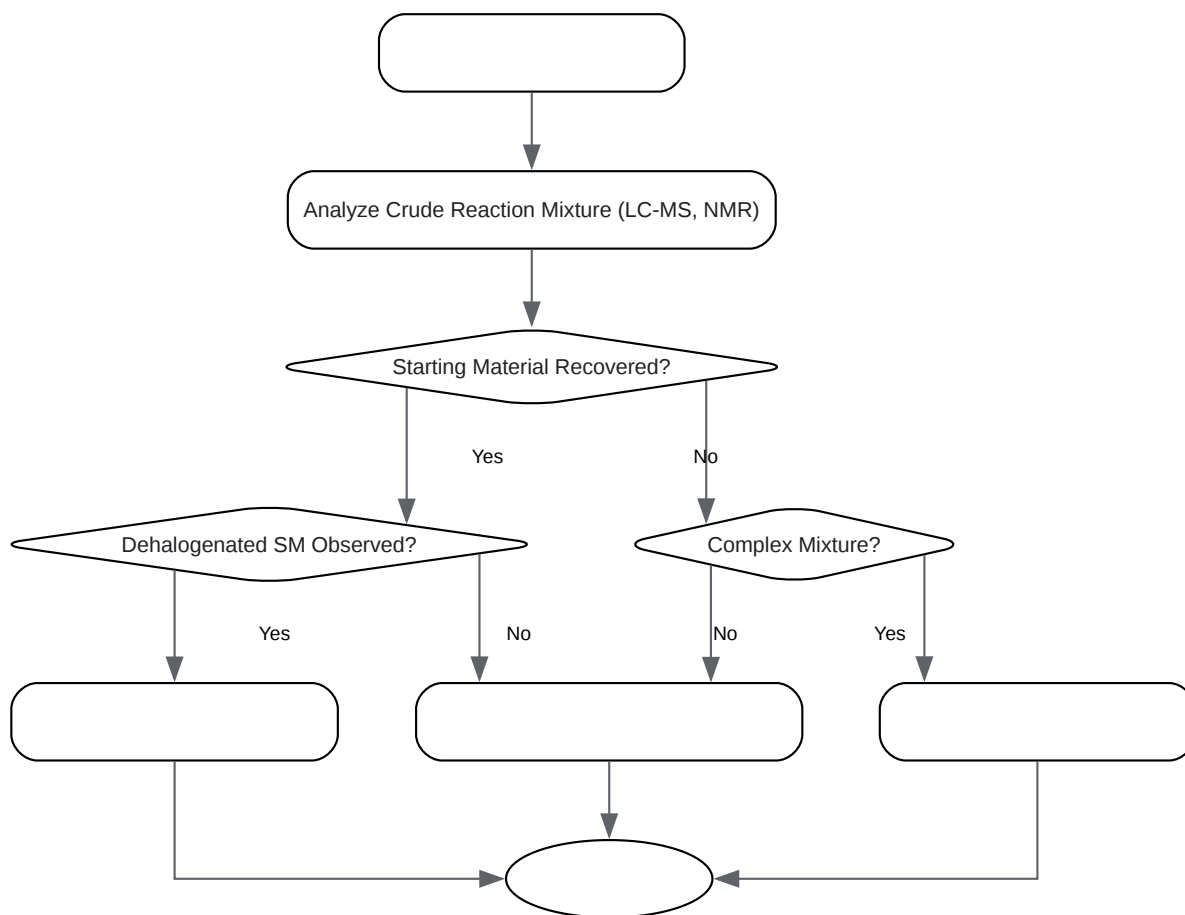 Analyze Crude Reaction Mixture (LC-MS, NMR)
Starting Material Recovered?
Yes
No
Dehalogenated SM Observed?
Complex Mixture?
Yes
No
No
Yes